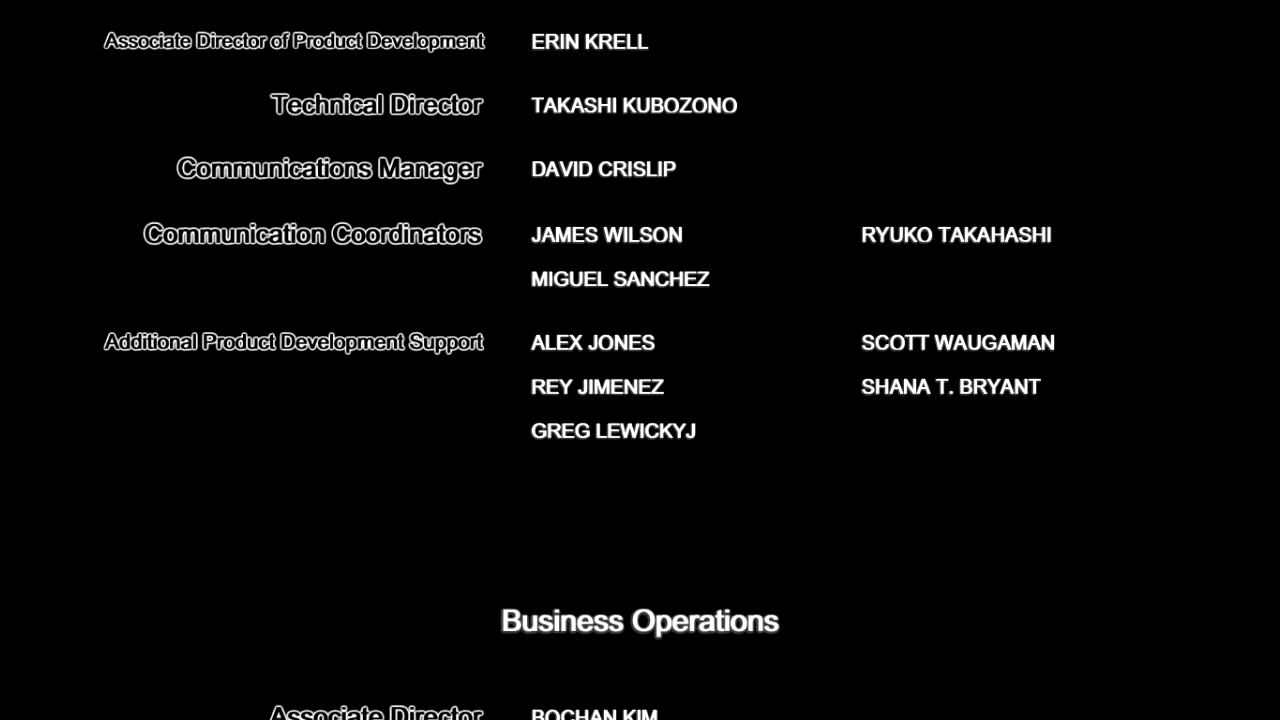 Associate Director of Product Development ERIN KRELL
Technical Director TAKASHI KUBOZONO
Communications Manager DAVID CRISLIP
Communication Coordinators JAMES WILSON RYUKO TAKAHASHI
MIGUEL SANCHEZ
Additional Product Development Support ALEX JONES SCOTT WAUGAMAN
REY JIMENEZ SHANA T. BRYANT
GREG LEWICKYJ
Business Operations
Associate Director BOCHAN KIM